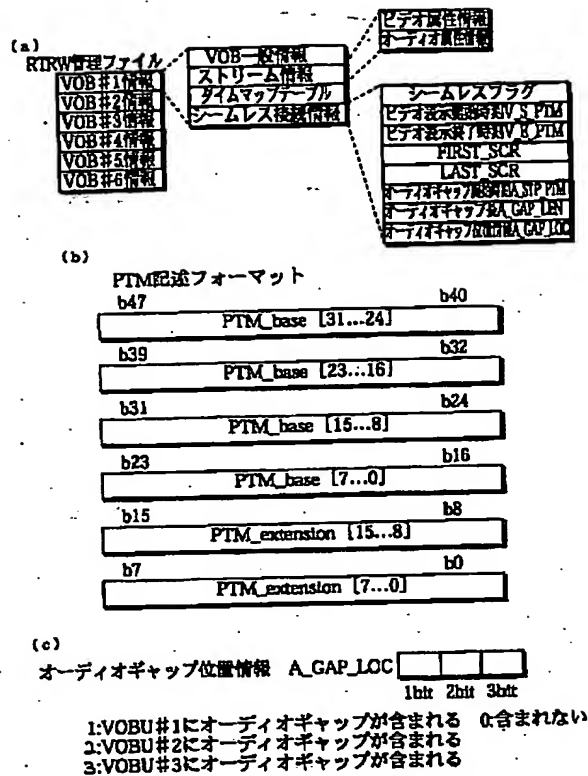 (a)
RTRW管理ファイル
VOB#1情報
VOB#2情報
VOB#3情報
VOB#4情報
VOB#5情報
VOB#6情報
VOB一般情報
ストリーム情報
タイムマップテーブル
シームレス接続情報
ビデオ属性情報
オーディオ属性情報
シームレスフラグ
ビデオ表示開始時刻V_S_PTM
ビデオ表示終了時刻V_E_PTM
FIRST_SCR
LAST_SCR
オーディオギャップ開始時刻A_STP_PTM
オーディオギャップ長A_GAP_LEN
オーディオギャップ位置情報A_GAP_LOC
(b)
PTM記述フォーマット
b47 b40
PTM_base [31...24]
b39 b32
PTM_base [23...16]
b31 b24
PTM_base [15...8]
b23 b16
PTM_base [7...0]
b15 b8
PTM_extension [15...8]
b7 b0
PTM_extension [7...0]
(c)
オーディオギャップ位置情報 A_GAP_LOC
1bit 2bit 3bit
1:VOBU#1にオーディオギャップが含まれる 0:含まれない
2:VOBU#2にオーディオギャップが含まれる
3:VOBU#3にオーディオギャップが含まれる